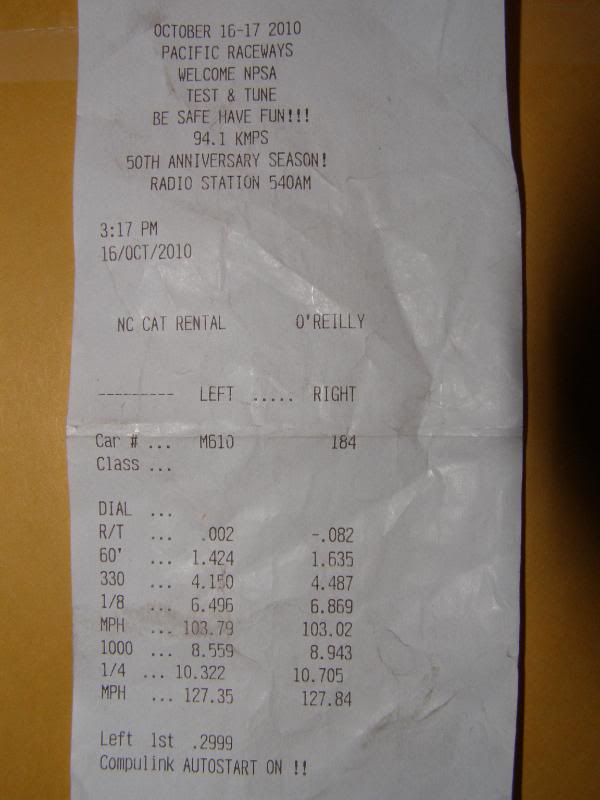 OCTOBER 16-17 2010
PACIFIC RACEWAYS
WELCOME NPSA
TEST & TUNE
BE SAFE HAVE FUN!!!
94.1 KMPS
50TH ANNIVERSARY SEASON!
RADIO STATION 540AM
3:17 PM
16/OCT/2010
NC CAT RENTAL O'REILLY
--------- LEFT ..... RIGHT
Car # ... M610 184
Class ...
DIAL ...
R/T ... .002 -.082
60' ... 1.424 1.635
330 ... 4.150 4.487
1/8 ... 6.496 6.869
MPH ... 103.79 103.02
1000 ... 8.559 8.943
1/4 ... 10.322 10.705
MPH ... 127.35 127.84
Left 1st .2999
Compulink AUTOSTART ON !!